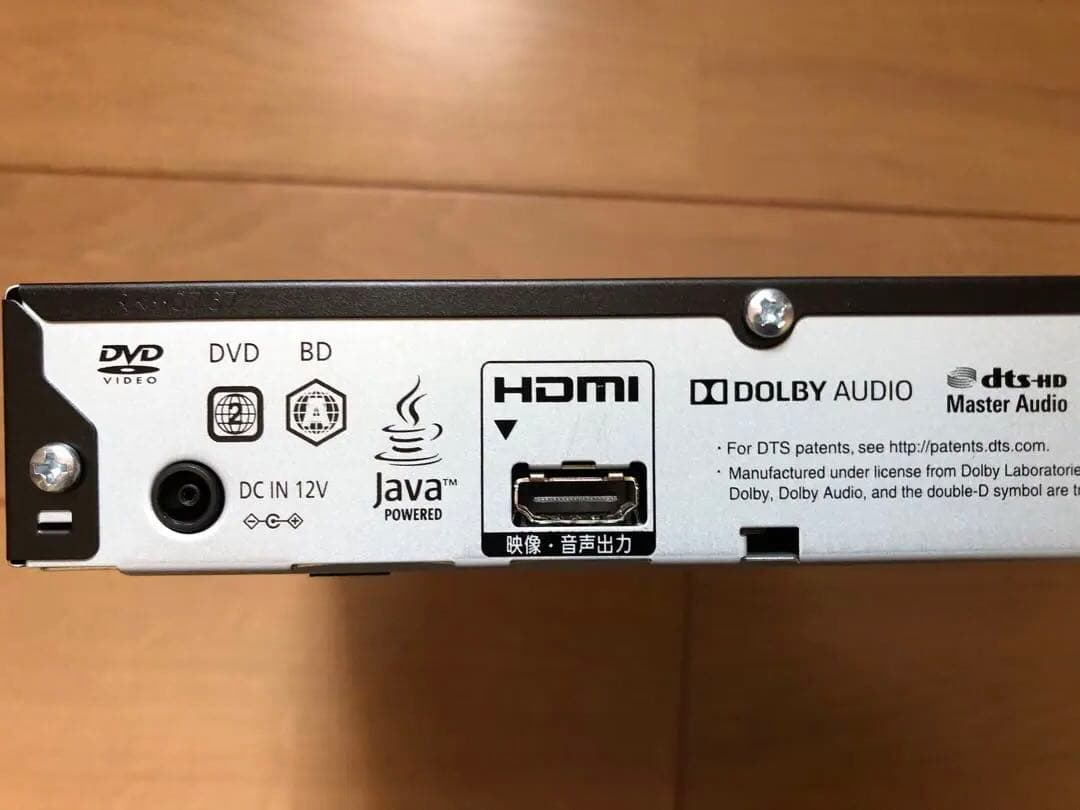 DVD
VIDEO
DVD
BD
2
A
DC IN 12V
Java™
POWERED
HDMI
映像・音声出力
DOLBY AUDIO
dts-HD
Master Audio
・For DTS patents, see http://patents.dts.com.
・Manufactured under license from Dolby Laboratorie
Dolby, Dolby Audio, and the double-D symbol are tr